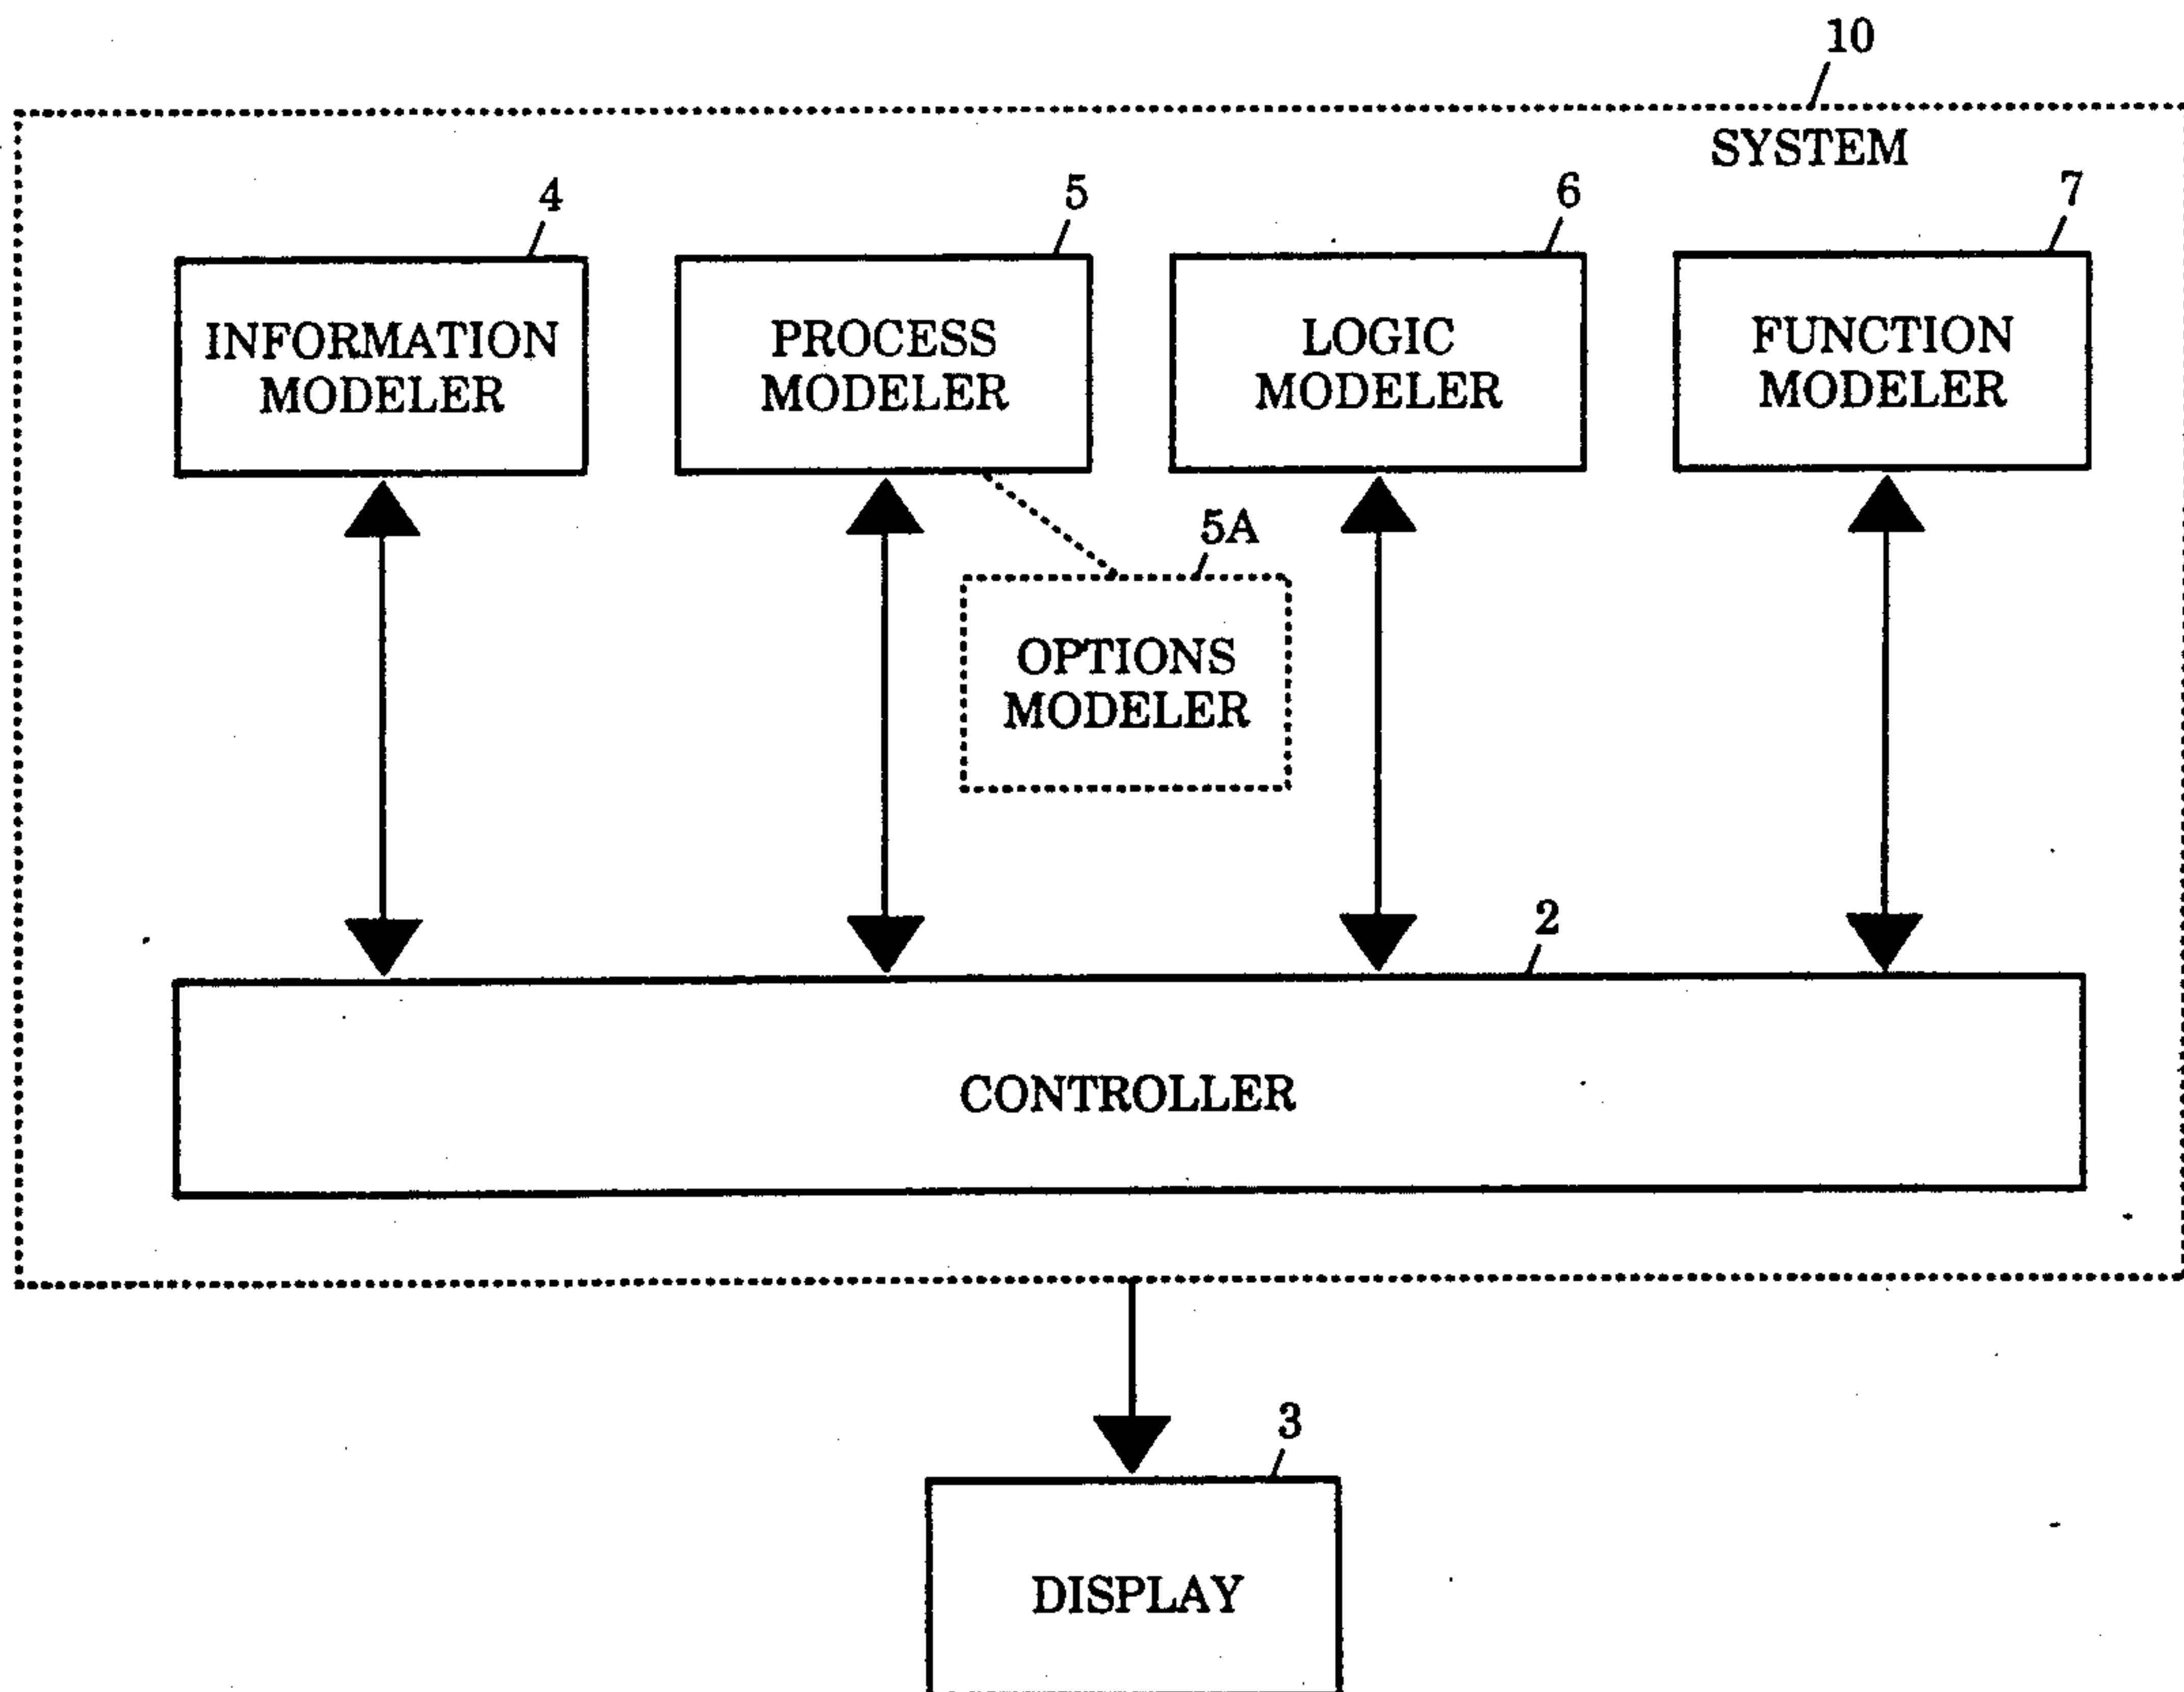 10
SYSTEM
4
5
6
7
INFORMATION
MODELER
PROCESS
MODELER
LOGIC
MODELER
FUNCTION
MODELER
5A
OPTIONS
MODELER
2
CONTROLLER
3
DISPLAY